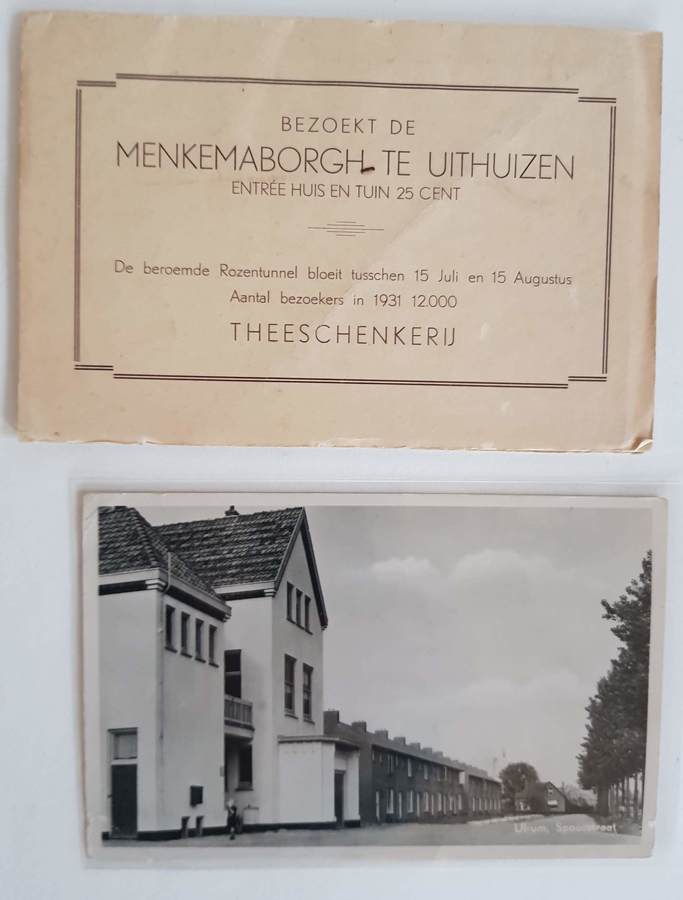 BEZOEKT DE
MENKEMABORGH TE UITHUIZEN
ENTRÉE HUIS EN TUIN 25 CENT
De beroemde Rozentunnel bloeit tusschen 15 Juli en 15 Augustus
Aantal bezoekers in 1931 12.000
THEESCHENKERIJ
Ulrum,